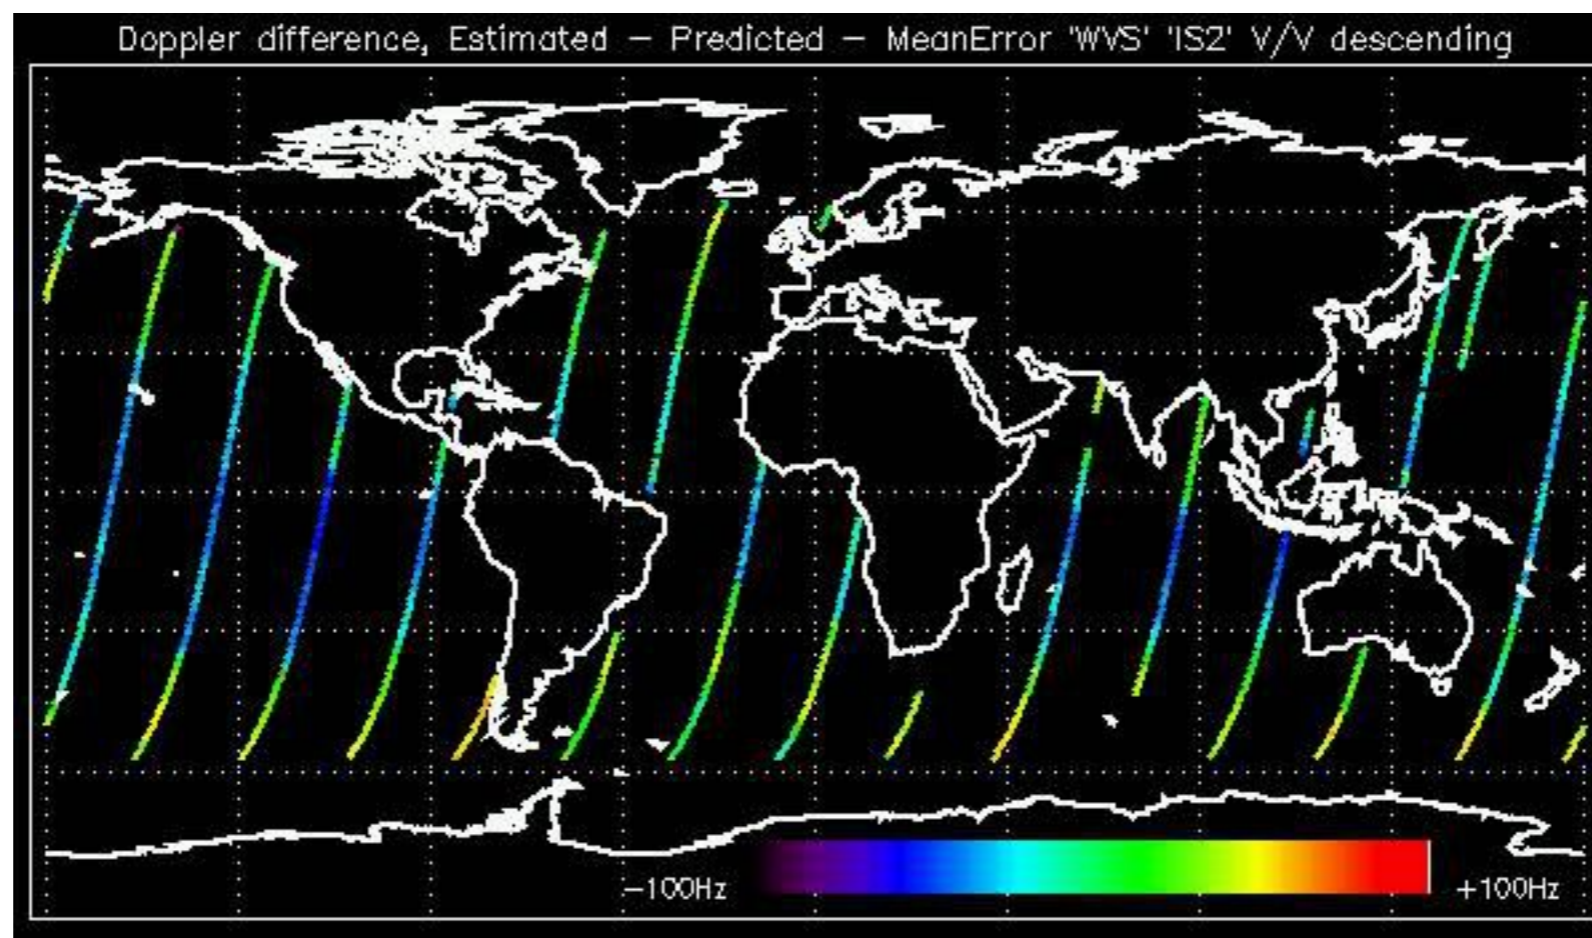 Doppler difference, Estimated – Predicted – MeanError 'WVS' 'IS2' V/V descending
–100Hz
+100Hz